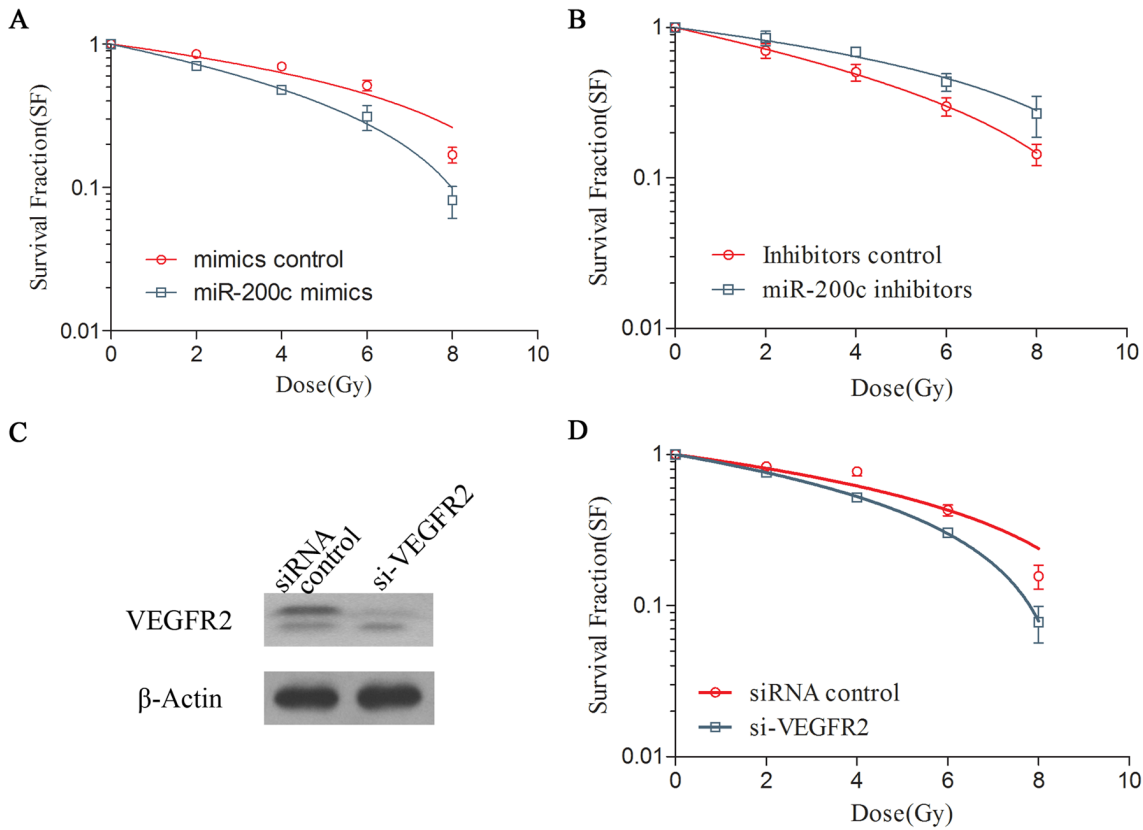 A
Survival Fraction(SF)
1
0.1
0.01
mimics control
miR-200c mimics
0 2 4 6 8 10
Dose(Gy)
B
Survival Fraction(SF)
1
0.1
0.01
Inhibitors control
miR-200c inhibitors
0 2 4 6 8 10
Dose(Gy)
C
siRNA
control
si-VEGFR2
VEGFR2
β-Actin
D
Survival Fraction(SF)
1
0.1
0.01
siRNA control
si-VEGFR2
0 2 4 6 8 10
Dose(Gy)